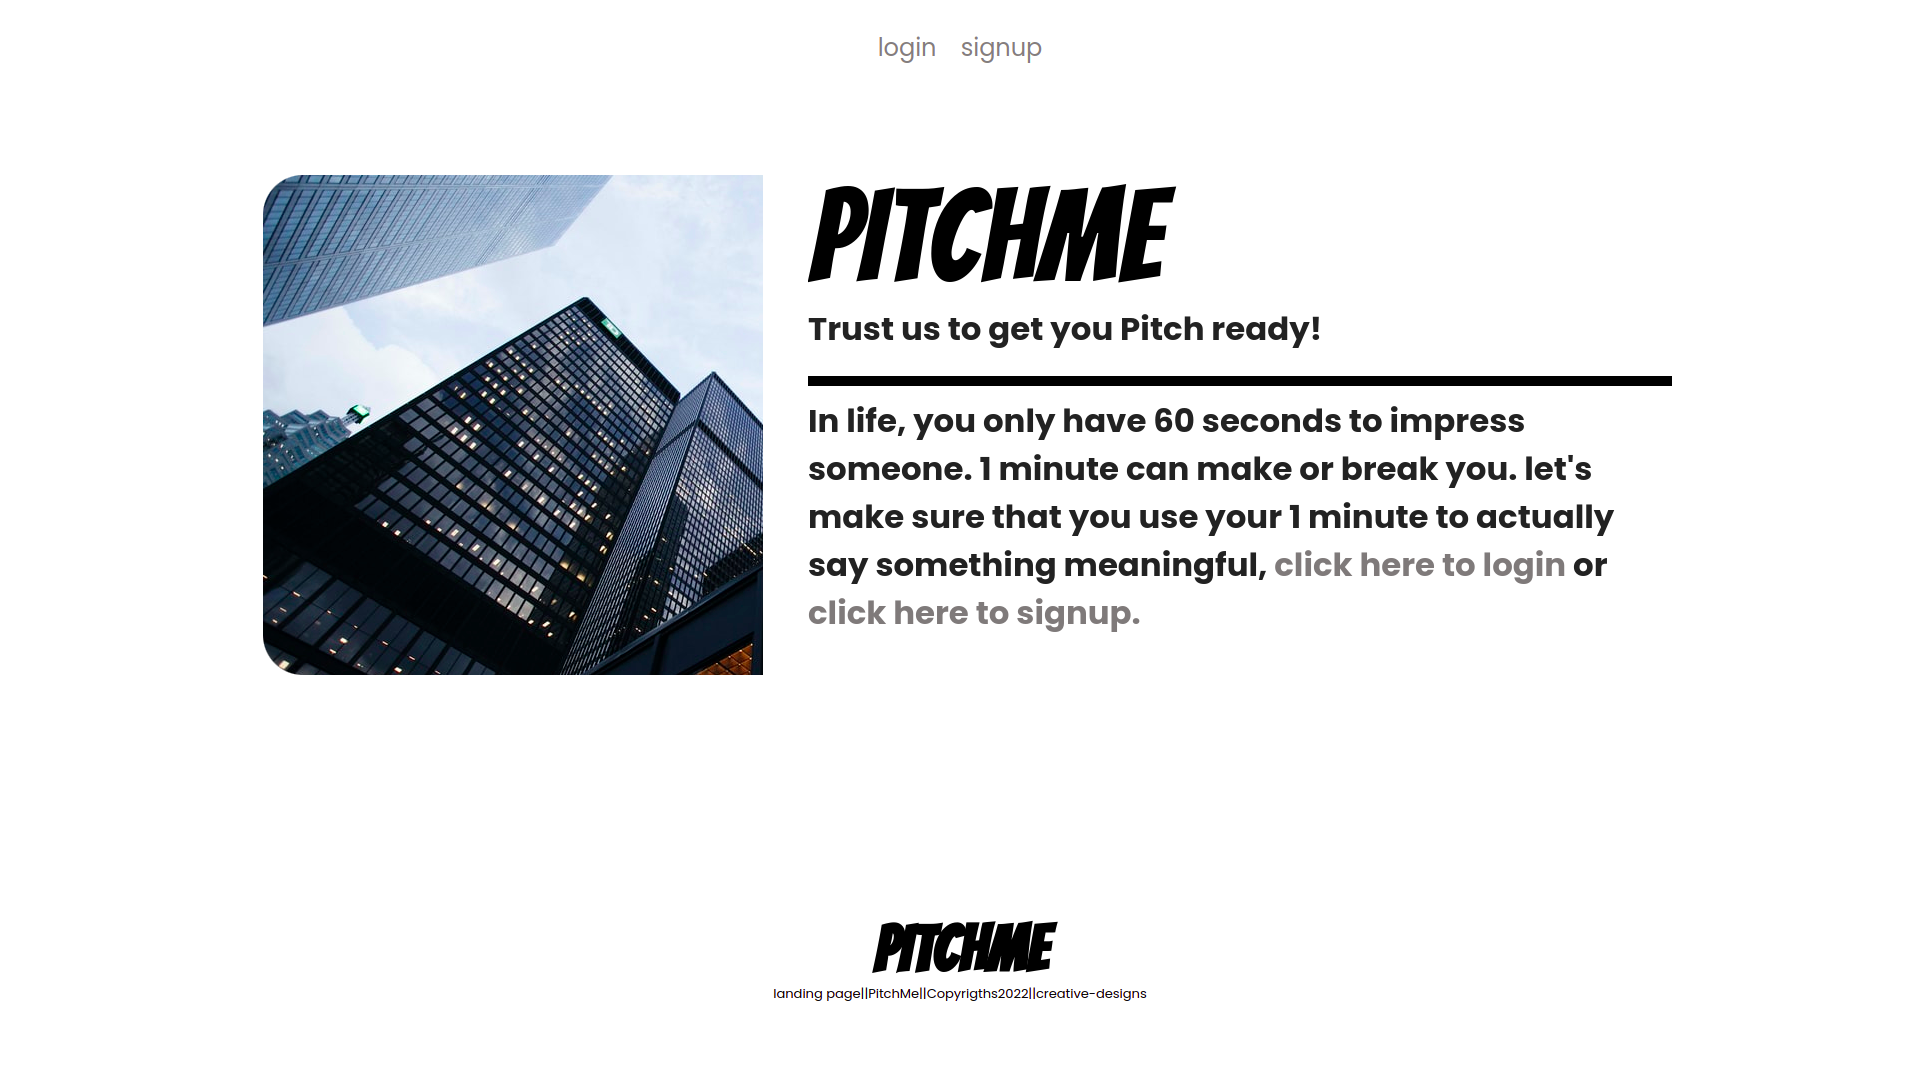 login signup
PITCHME
Trust us to get you Pitch ready!
In life, you only have 60 seconds to impress
someone. 1 minute can make or break you. let's
make sure that you use your 1 minute to actually
say something meaningful, click here to login or
click here to signup.
PITCHME
landing page||PitchMe||Copyrigths2022||creative-designs